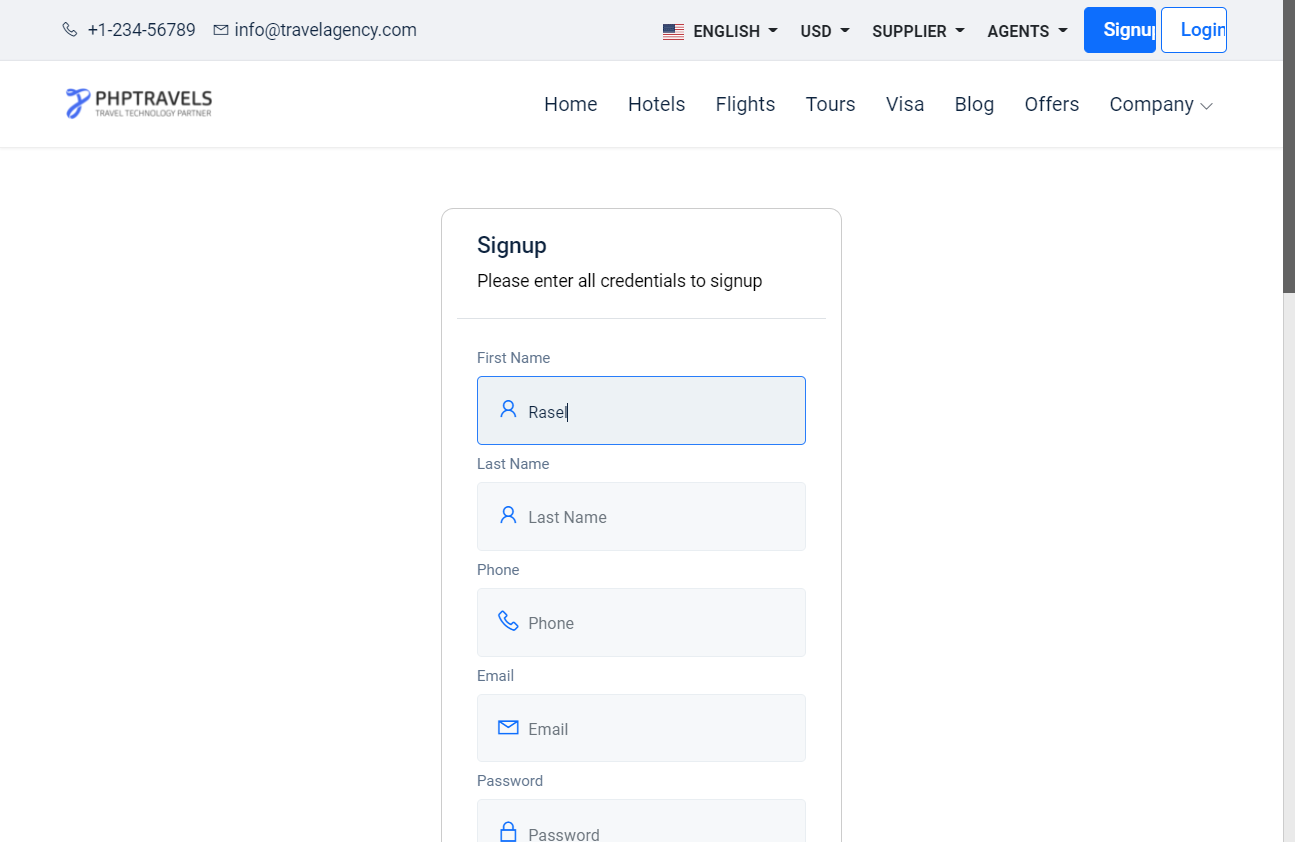 +1-234-56789 info@travelagency.com ENGLISH USD SUPPLIER AGENTS Signup Login
PHPTRAVELS
TRAVEL TECHNOLOGY PARTNER
Home Hotels Flights Tours Visa Blog Offers Company
Signup
Please enter all credentials to signup
First Name
Rasel
Last Name
Last Name
Phone
Phone
Email
Email
Password
Password